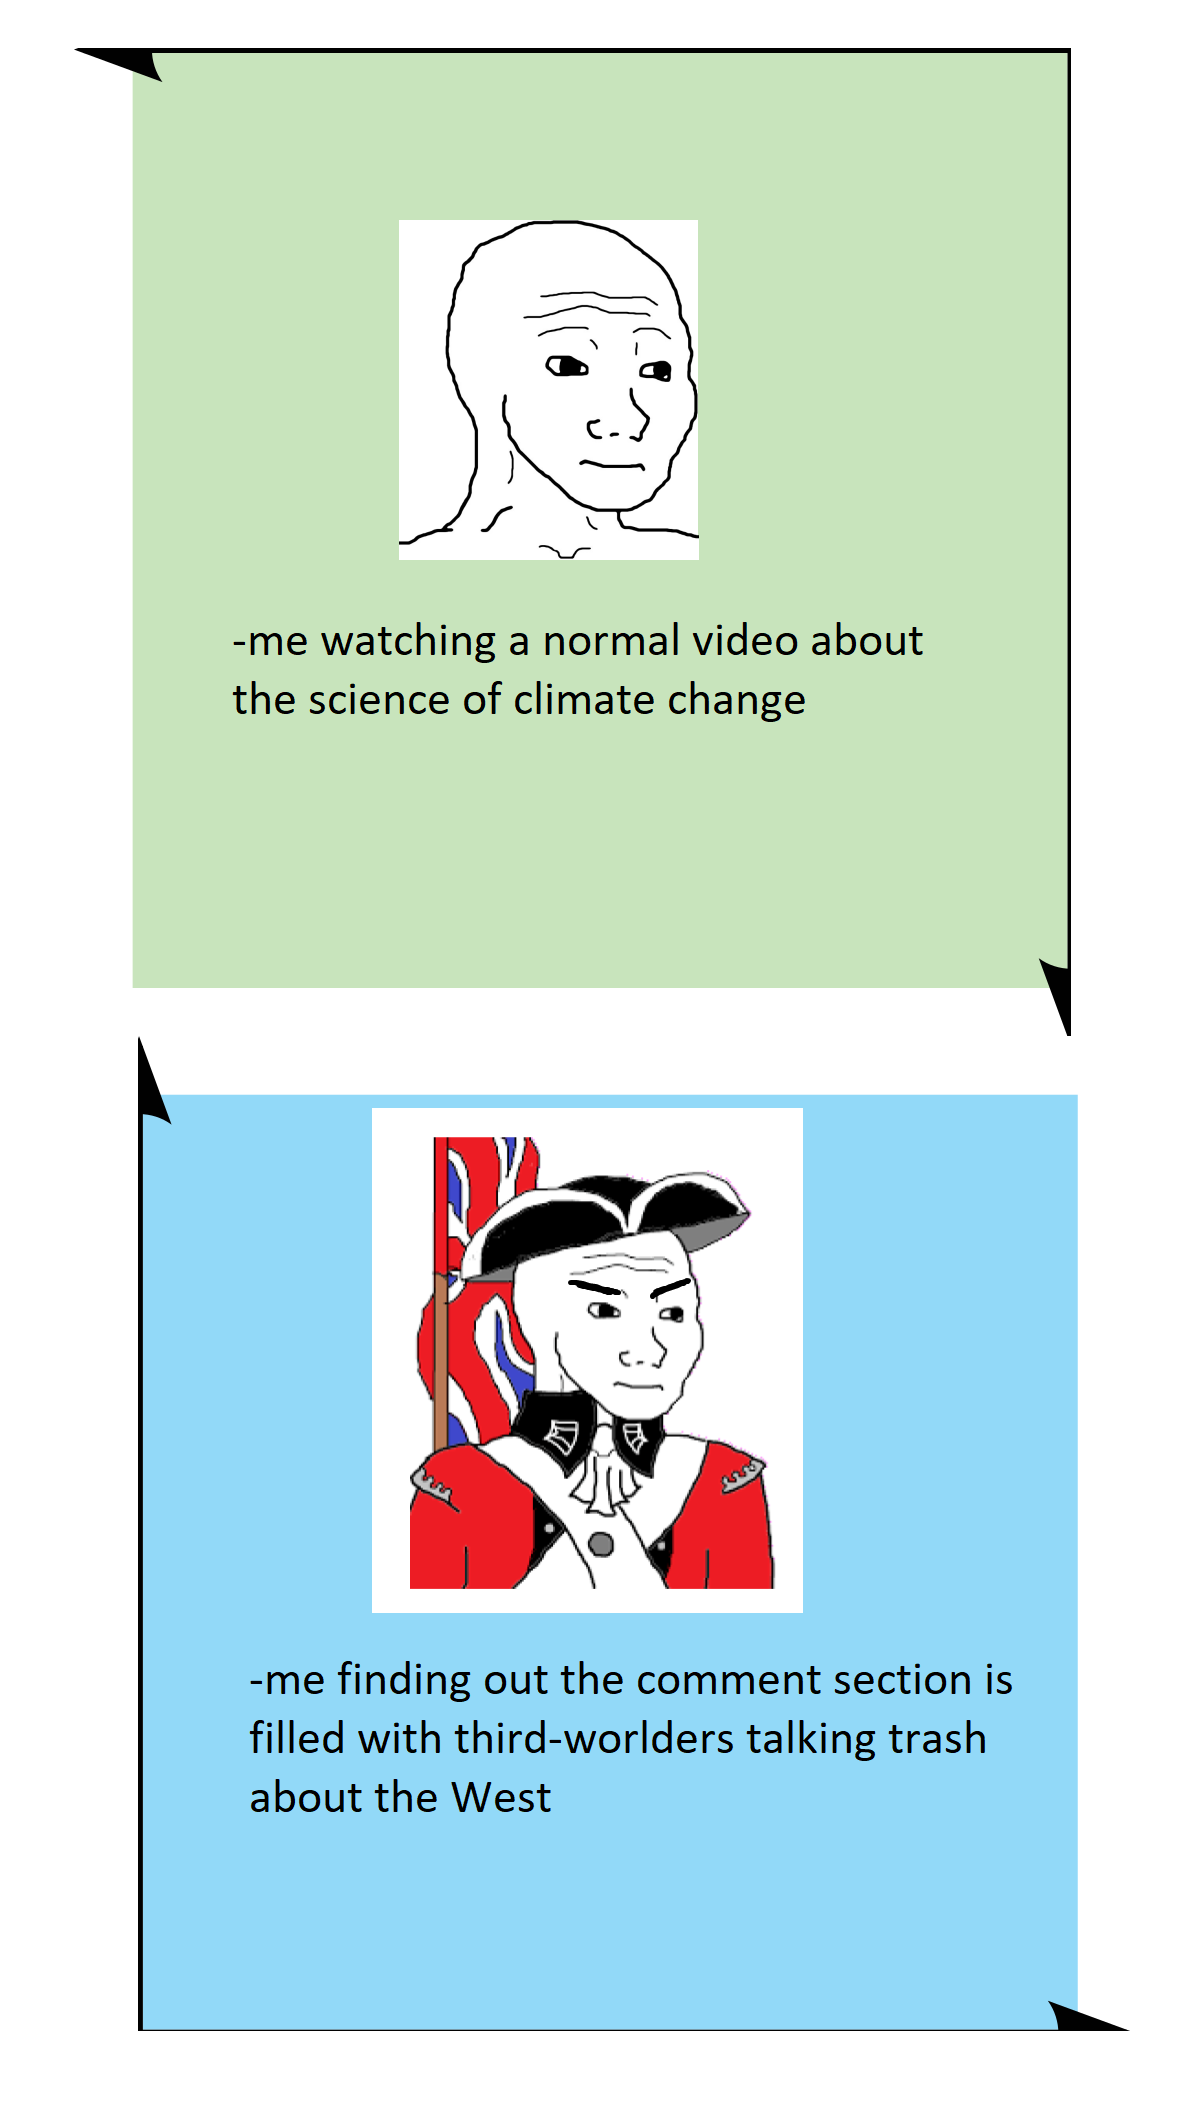 -me watching a normal video about
the science of climate change
-me finding out the comment section is
filled with third-worlders talking trash
about the West